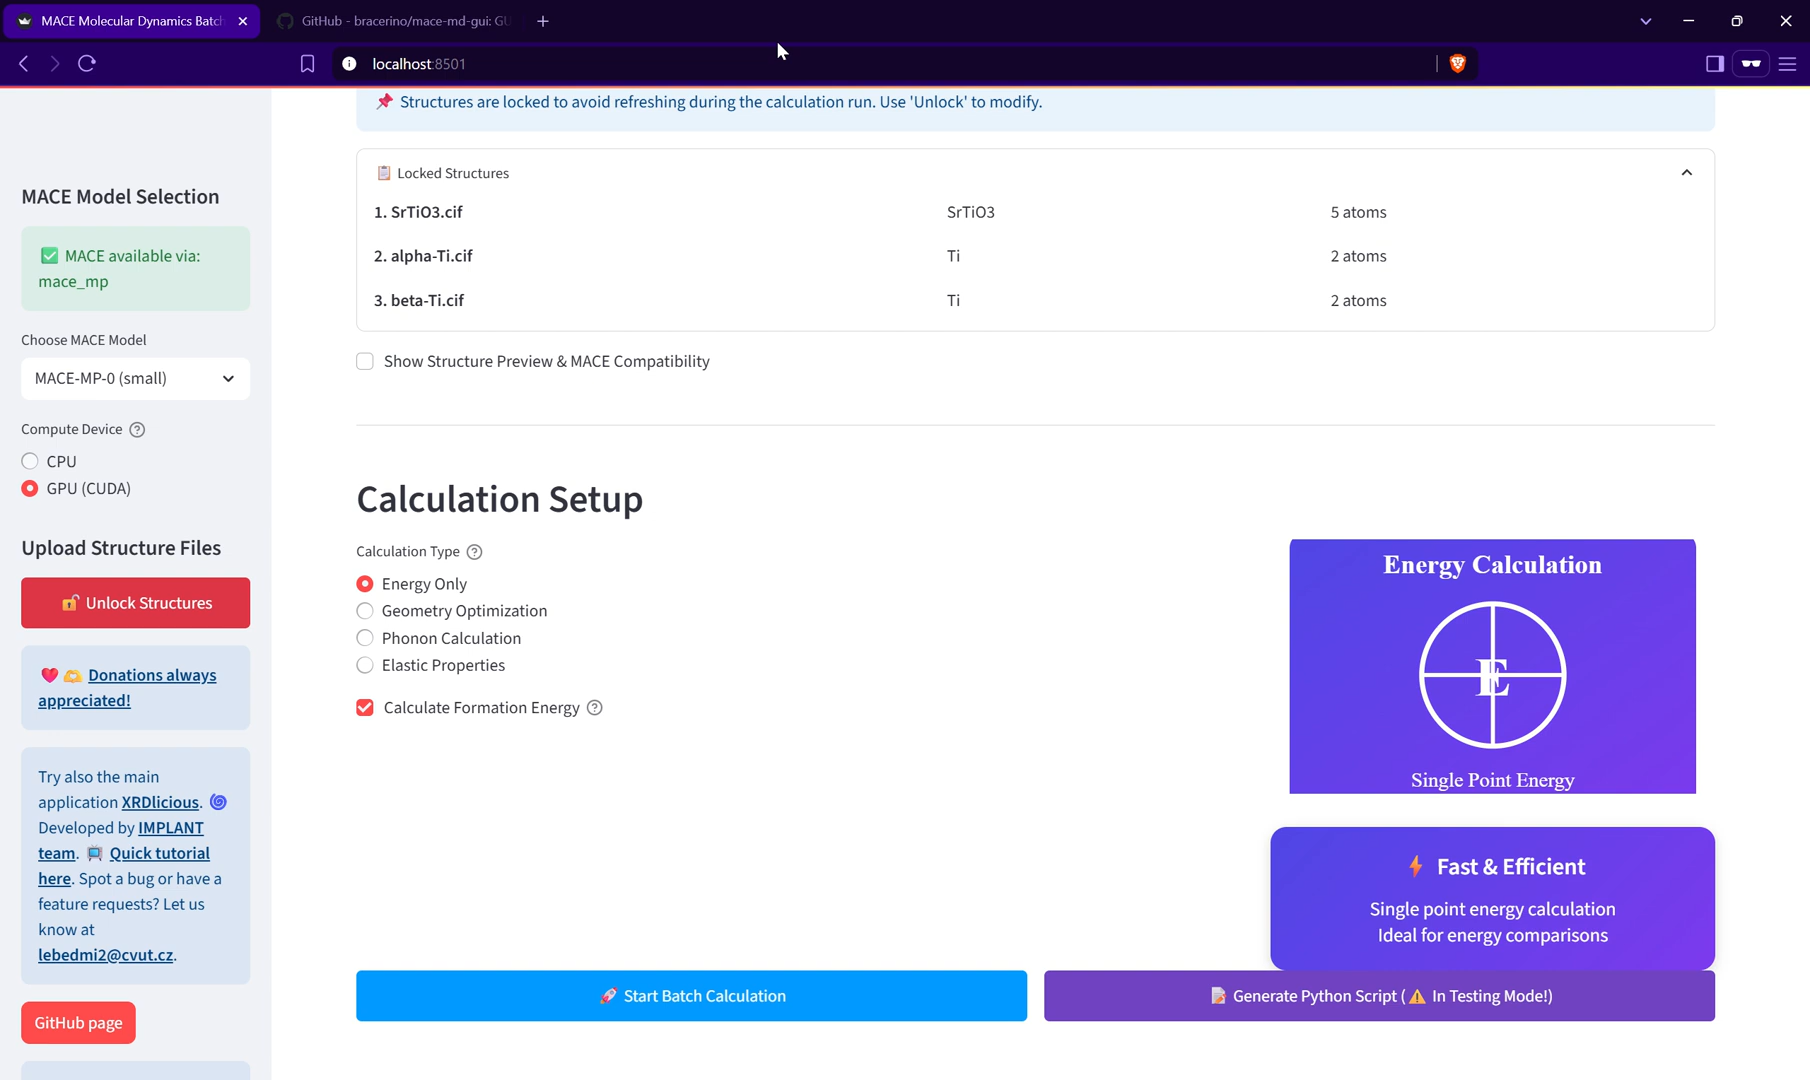 MACE Molecular Dynamics Batch
GitHub - bracerino/mace-md-gui: GU
localhost:8501
MACE Model Selection
✅ MACE available via:
mace_mp
Choose MACE Model
MACE-MP-0 (small)
Compute Device
CPU
GPU (CUDA)
Upload Structure Files
🔓 Unlock Structures
❤️ 🫶 Donations always
appreciated!
Try also the main
application XRDlicious. 🌀
Developed by IMPLANT
team. 📺 Quick tutorial
here. Spot a bug or have a
feature requests? Let us
know at
lebedmi2@cvut.cz.
GitHub page
📌 Structures are locked to avoid refreshing during the calculation run. Use 'Unlock' to modify.
📋 Locked Structures
1. SrTiO3.cif SrTiO3 5 atoms
2. alpha-Ti.cif Ti 2 atoms
3. beta-Ti.cif Ti 2 atoms
Show Structure Preview & MACE Compatibility
Calculation Setup
Calculation Type
Energy Only
Geometry Optimization
Phonon Calculation
Elastic Properties
Calculate Formation Energy
Energy Calculation
E
Single Point Energy
⚡ Fast & Efficient
Single point energy calculation
Ideal for energy comparisons
🚀 Start Batch Calculation
📝 Generate Python Script (⚠️ In Testing Mode!)